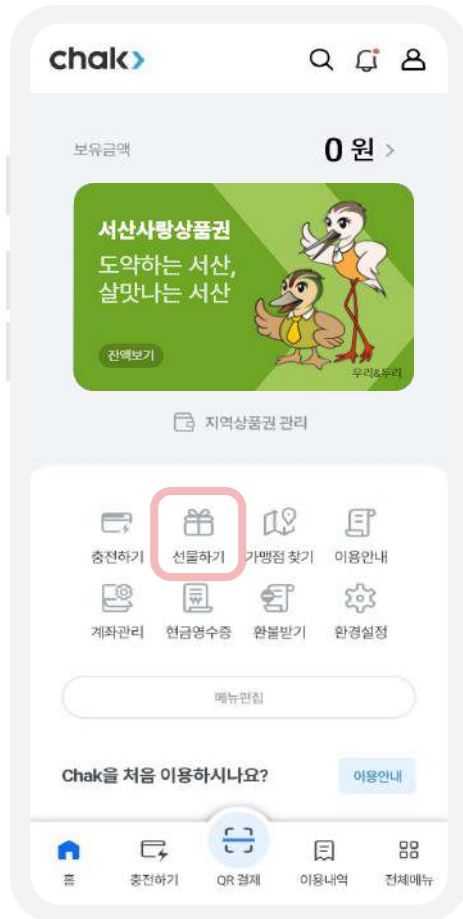 chak
보유금액
0 원 >
서산사랑상품권
도약하는 서산,
살맛나는 서산
잔액보기
우리&두리
지역상품권 관리
충전하기 선물하기 가맹점 찾기 이용안내
계좌관리 현금영수증 환불받기 환경설정
메뉴편집
Chak을 처음 이용하시나요? 이용안내
홈 충전하기 QR 결제 이용내역 전체메뉴